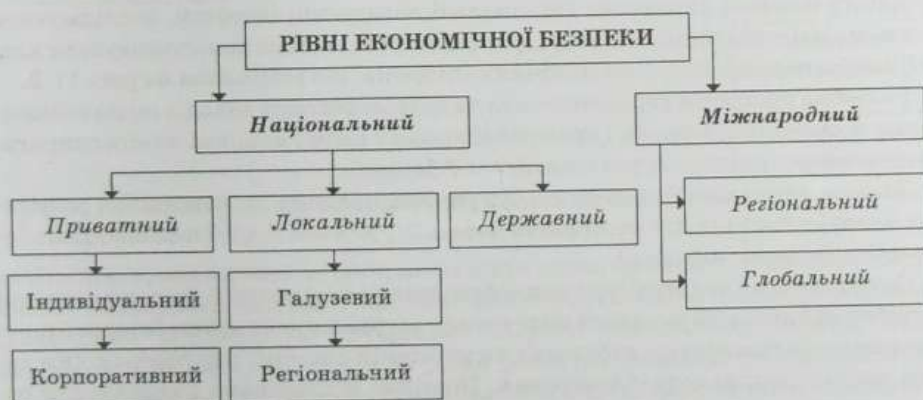 РІВНІ ЕКОНОМІЧНОЇ БЕЗПЕКИ
Національний
Міжнародний
Приватний
Локальний
Державний
Регіональний
Індивідуальний
Галузевий
Глобальний
Корпоративний
Регіональний